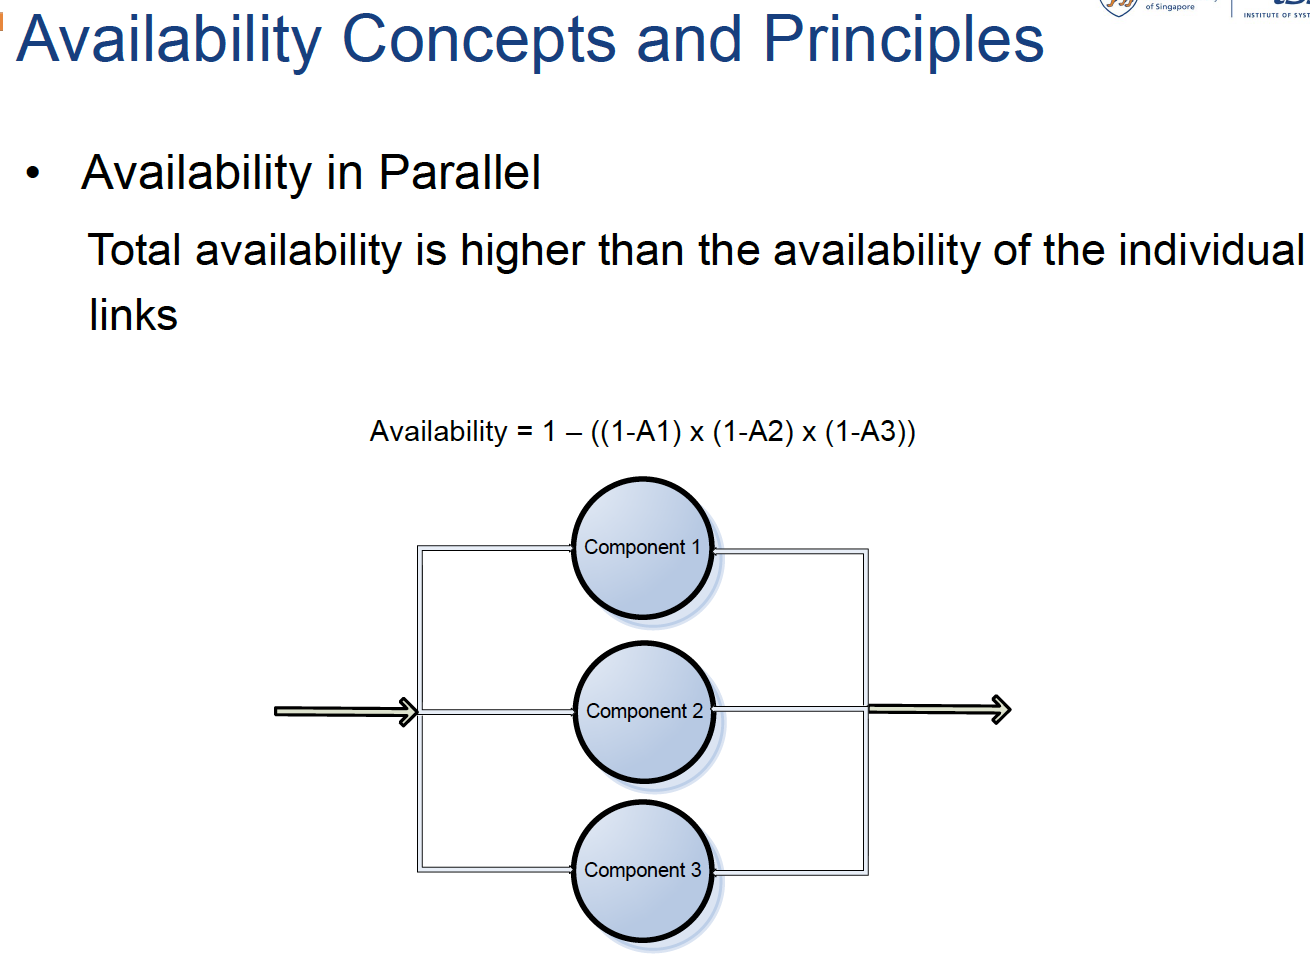 of Singapore
INSTITUTE OF SYST
Availability Concepts and Principles
• Availability in Parallel
Total availability is higher than the availability of the individual
links
Availability = 1 – ((1-A1) x (1-A2) x (1-A3))
Component 1
Component 2
Component 3